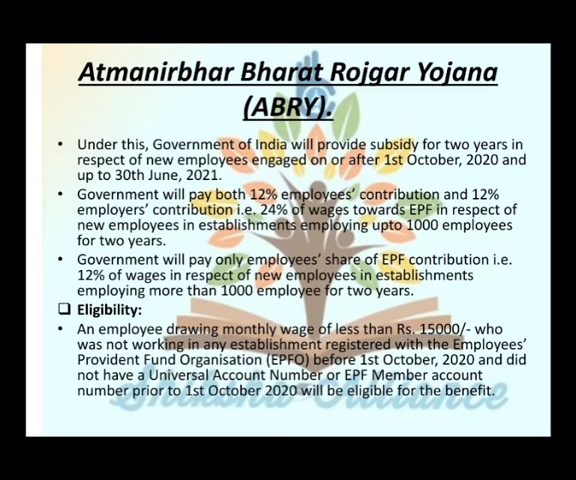 Atmanirbhar Bharat Rojgar Yojana
(ABRY).
• Under this, Government of India will provide subsidy for two years in
respect of new employees engaged on or after 1st October, 2020 and
up to 30th June, 2021.
• Government will pay both 12% employees' contribution and 12%
employers' contribution i.e. 24% of wages towards EPF in respect of
new employees in establishments employing upto 1000 employees
for two years.
• Government will pay only employees' share of EPF contribution i.e.
12% of wages in respect of new employees in establishments
employing more than 1000 employee for two years.
❑ Eligibility:
• An employee drawing monthly wage of less than Rs. 15000/- who
was not working in any establishment registered with the Employees'
Provident Fund Organisation (EPFO) before 1st October, 2020 and did
not have a Universal Account Number or EPF Member account
number prior to 1st October 2020 will be eligible for the benefit.
Shiksha Alliance